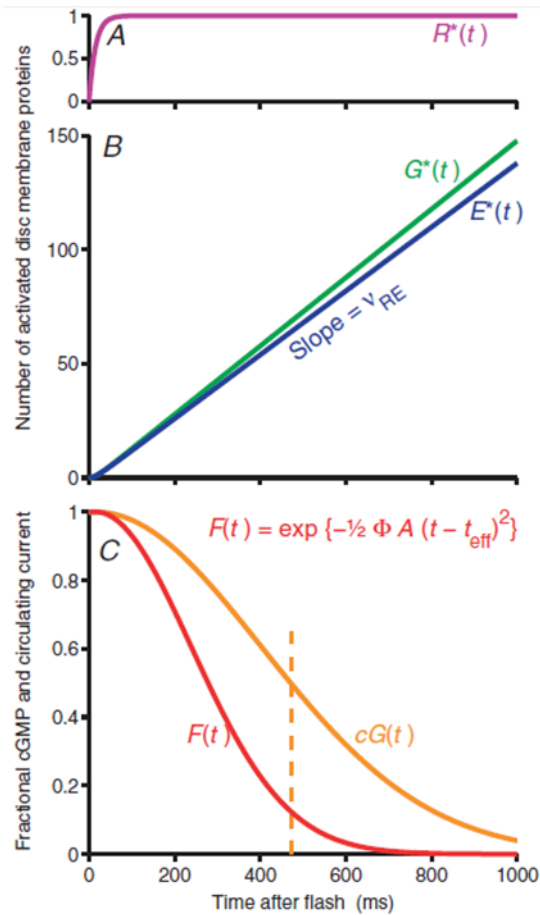 Number of activated disc membrane proteins
1
0.5
0
A
R*(t)
150
100
50
0
B
G*(t)
E*(t)
Slope = νRE
Fractional cGMP and circulating current
1
0.8
0.6
0.4
0.2
0
C
F(t) = exp {-½ Φ A (t – teff)²}
F(t)
cG(t)
0 200 400 600 800 1000
Time after flash (ms)